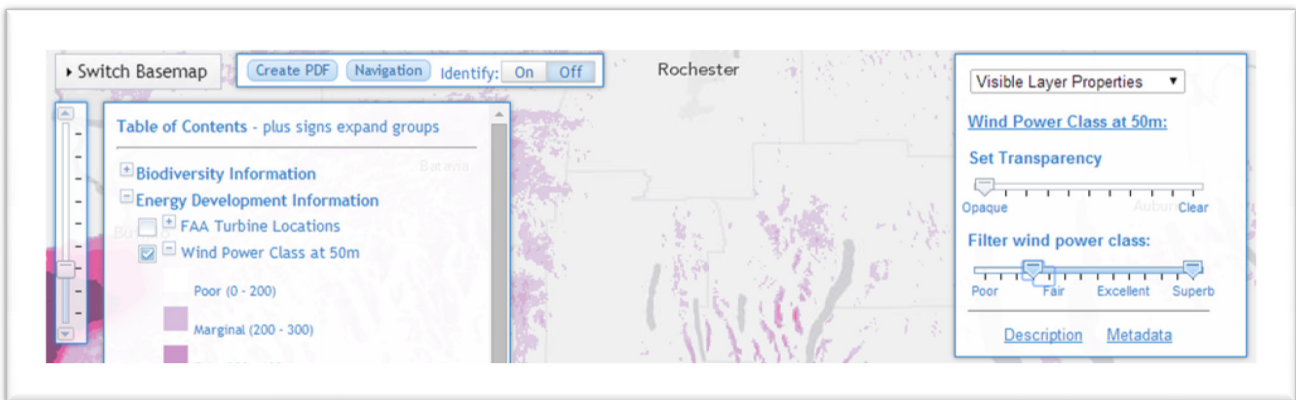 Switch Basemap
Create PDF Navigation Identify: On Off
Rochester
Table of Contents - plus signs expand groups
Batavia
Biodiversity Information
Energy Development Information
FAA Turbine Locations
Wind Power Class at 50m
Poor (0 - 200)
Marginal (200 - 300)
Visible Layer Properties
Wind Power Class at 50m:
Set Transparency
Opaque Clear
Filter wind power class:
Poor Fair Excellent Superb
Description Metadata